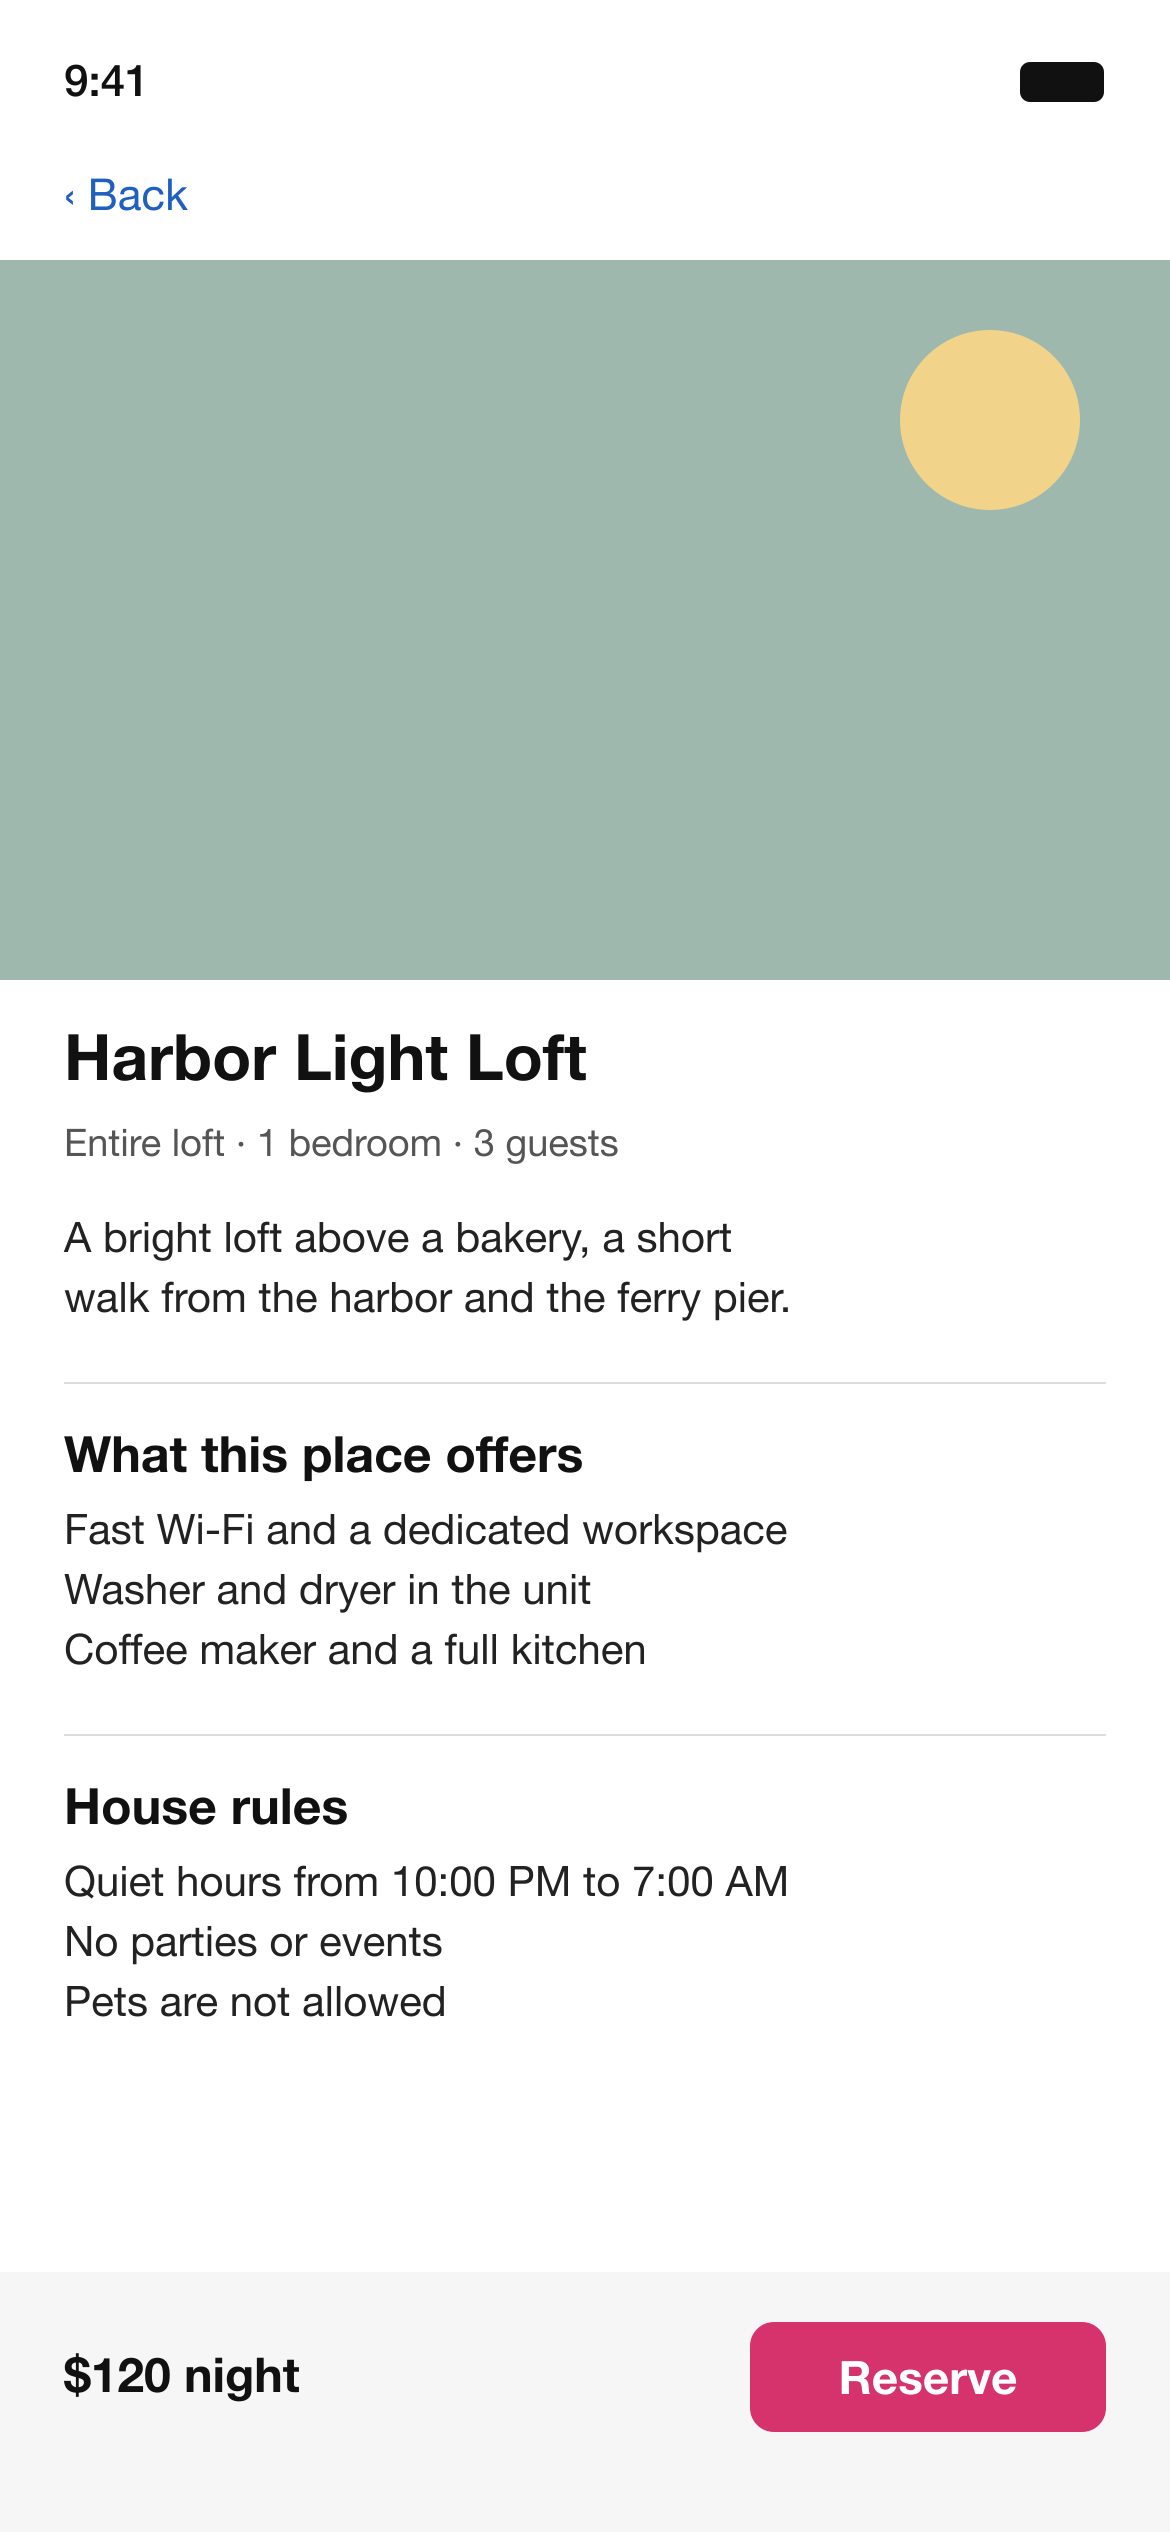 9:41
‹ Back
Harbor Light Loft
Entire loft · 1 bedroom · 3 guests
A bright loft above a bakery, a short
walk from the harbor and the ferry pier.
What this place offers
Fast Wi-Fi and a dedicated workspace
Washer and dryer in the unit
Coffee maker and a full kitchen
House rules
Quiet hours from 10:00 PM to 7:00 AM
No parties or events
Pets are not allowed
$120 night
Reserve